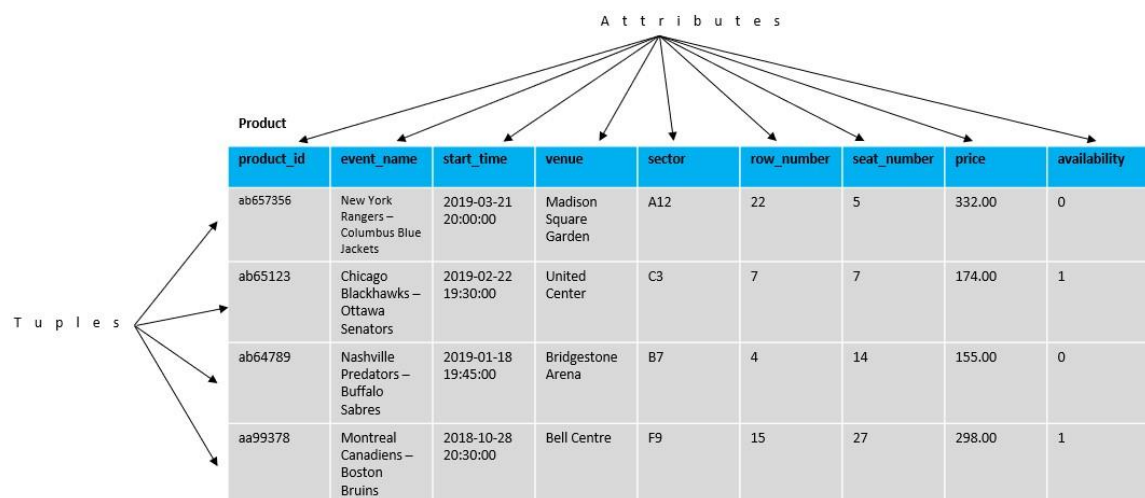 A t t r i b u t e s
Product
product_id event_name start_time venue sector row_number seat_number price availability
ab657356 New York Rangers – Columbus Blue Jackets 2019-03-21 20:00:00 Madison Square Garden A12 22 5 332.00 0
ab65123 Chicago Blackhawks – Ottawa Senators 2019-02-22 19:30:00 United Center C3 7 7 174.00 1
T u p l e s
ab64789 Nashville Predators – Buffalo Sabres 2019-01-18 19:45:00 Bridgestone Arena B7 4 14 155.00 0
aa99378 Montreal Canadiens – Boston Bruins 2018-10-28 20:30:00 Bell Centre F9 15 27 298.00 1